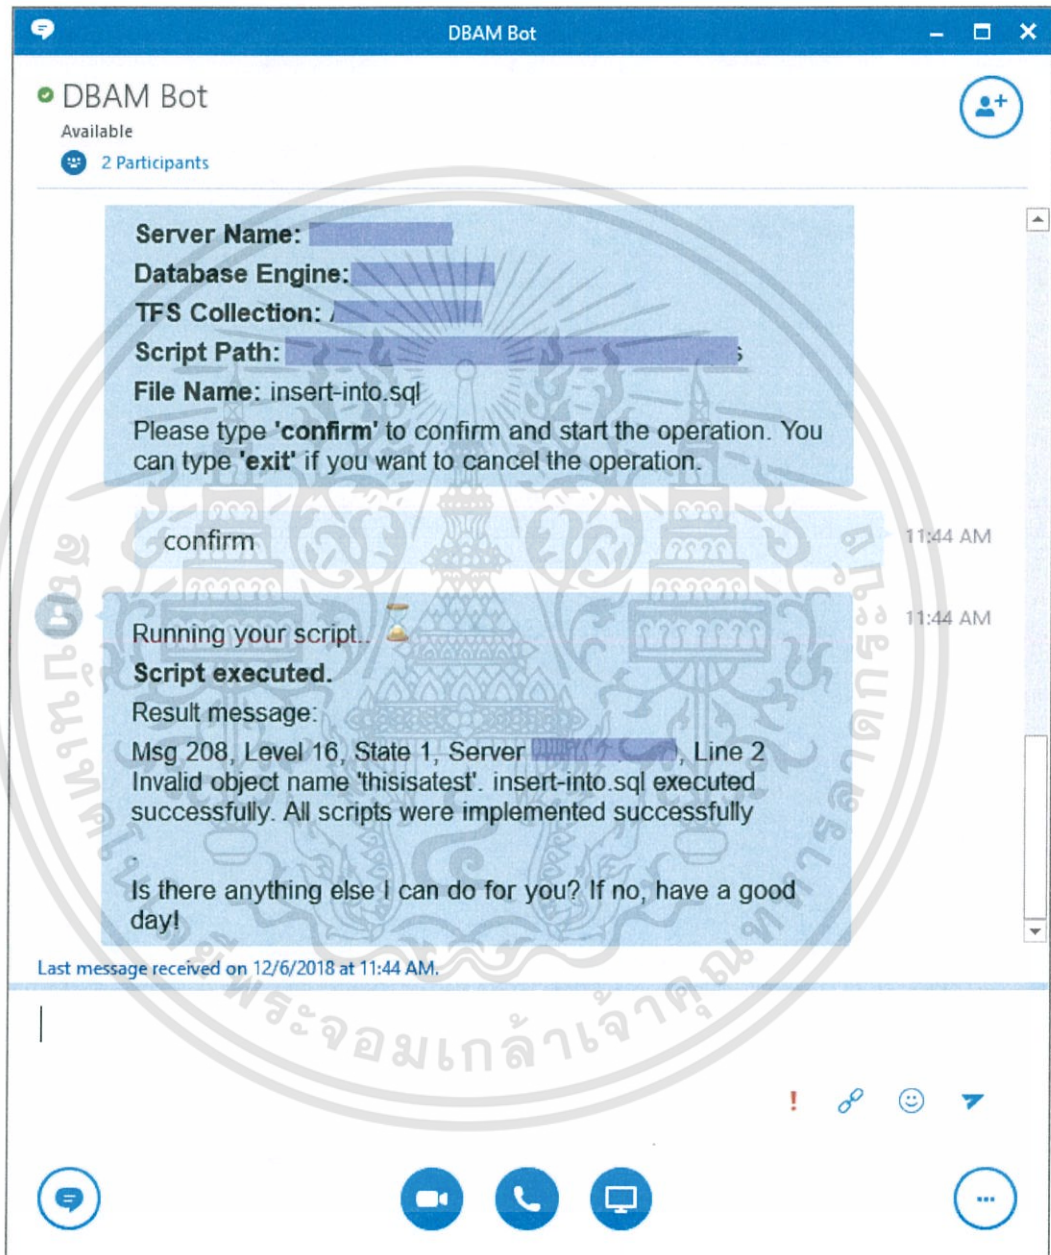 DBAM Bot
DBAM Bot
Available
2 Participants
Server Name:
Database Engine:
TFS Collection:
Script Path:
File Name: insert-into.sql
Please type 'confirm' to confirm and start the operation. You
can type 'exit' if you want to cancel the operation.
confirm
11:44 AM
11:44 AM
Running your script..
Script executed.
Result message:
Msg 208, Level 16, State 1, Server , Line 2
Invalid object name 'thisisatest'. insert-into.sql executed
successfully. All scripts were implemented successfully
.
Is there anything else I can do for you? If no, have a good
day!
Last message received on 12/6/2018 at 11:44 AM.